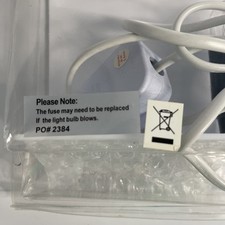 Please Note:
The fuse may need to be replaced
If the light bulb blows.
PO# 2384